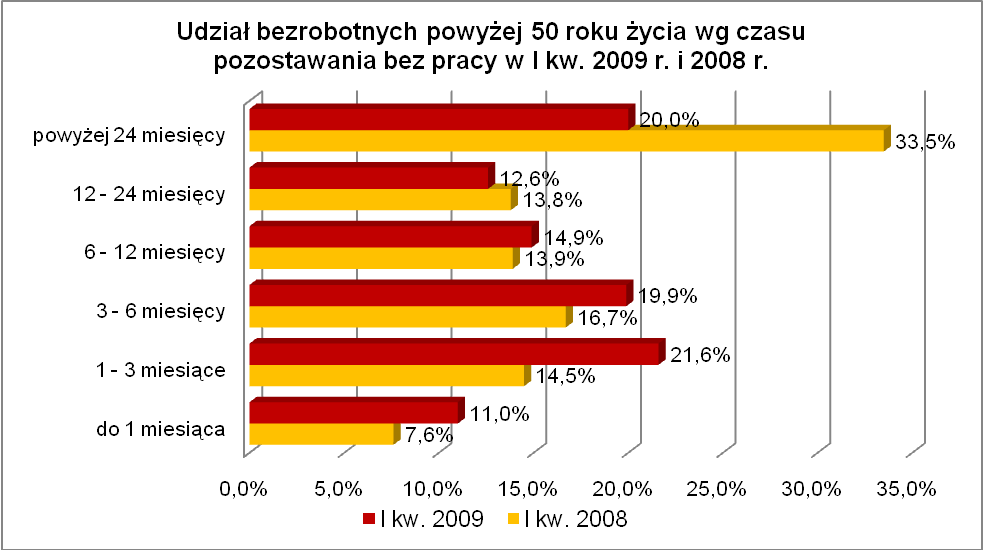 Udział bezrobotnych powyżej 50 roku życia wg czasu
pozostawania bez pracy w I kw. 2009 r. i 2008 r.
powyżej 24 miesięcy
20,0%
33,5%
12 - 24 miesięcy
12,6%
13,8%
6 - 12 miesięcy
14,9%
13,9%
3 - 6 miesięcy
19,9%
16,7%
1 - 3 miesiące
21,6%
14,5%
do 1 miesiąca
11,0%
7,6%
0,0% 5,0% 10,0% 15,0% 20,0% 25,0% 30,0% 35,0%
I kw. 2009 I kw. 2008